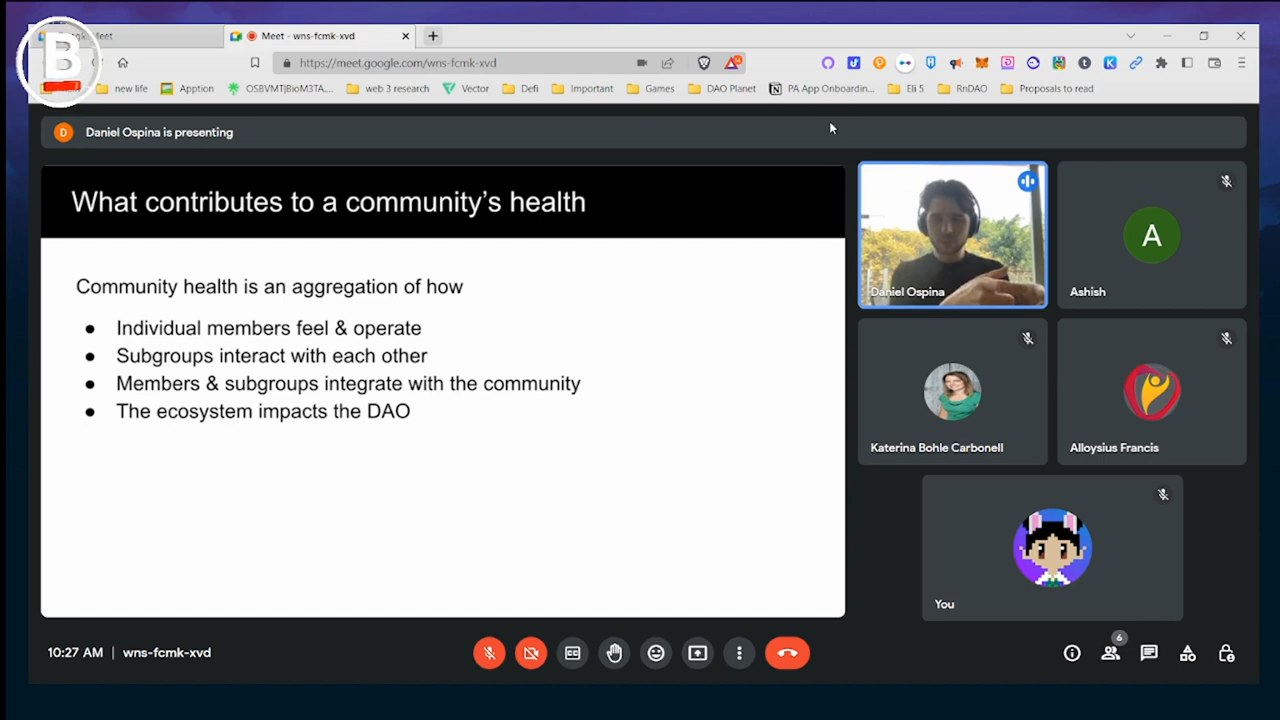 B
Meet
Meet - wns-fcmk-xvd
https://meet.google.com/wns-fcmk-xvd
new life
Apption
OSBVMT|BioM3TA,...
web 3 research
Vector
Defi
Important
Games
DAO Planet
PA App Onboardin...
Eli 5
RnDAO
Proposals to read
D
Daniel Ospina is presenting
What contributes to a community's health
Community health is an aggregation of how
● Individual members feel & operate
● Subgroups interact with each other
● Members & subgroups integrate with the community
● The ecosystem impacts the DAO
Daniel Ospina
A
Ashish
Katerina Bohle Carbonell
Alloysius Francis
You
10:27 AM | wns-fcmk-xvd
6